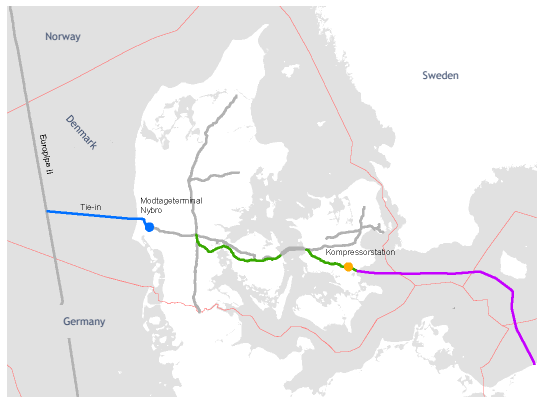 Norway
Sweden
Denmark
Europipe II
Tie-in
Modtageterminal
Nybro
Kompressorstation
Germany